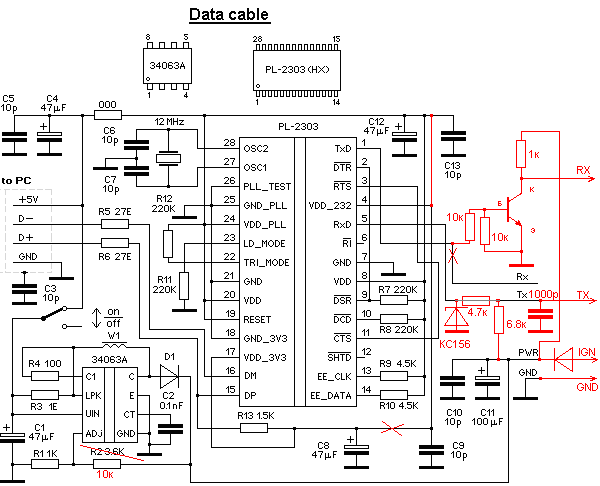 Data cable
8 5
34063A
1 4
28 15
PL-2303(HX)
1 14
C5
10p
C4
47µF
000
12 MHz
C6
10p
C7
10p
R12
220K
PL-2303
28 OSC2
27 OSC1
26 PLL_TEST
25 GND_PLL
24 VDD_PLL
23 LD_MODE
22 TRI_MODE
21 GND
20 VDD
19 RESET
18 GND_3V3
17 VDD_3V3
16 DM
15 DP
TxD 1
DTR 2
RTS 3
VDD_232 4
RxD 5
RI 6
GND 7
VDD 8
DSR 9
DCD 10
CTS 11
SHTD 12
EE_CLK 13
EE_DATA 14
C12
47µF
C13
10p
1к
RX
к
Б
э
10к
10к
Rx
Tx
1000p
TX
4.7к
6.8к
KC156
PWR
IGN
GND
GND
to PC
+5V
D-
D+
GND
R5 27E
R6 27E
C3
10p
on
off
W1
R11
220K
R7 220K
R8 220K
R9 4.5K
R10 4.5K
R4 100
R3 1E
34063A
C1
LPK
UIN
ADj
C
E
CT
GND
D1
C2
0.1nF
C1
47µF
R1 1K
R2 3.6K
10к
R13 1.5K
C8
47µF
C9
10p
C10
10p
C11
100µF